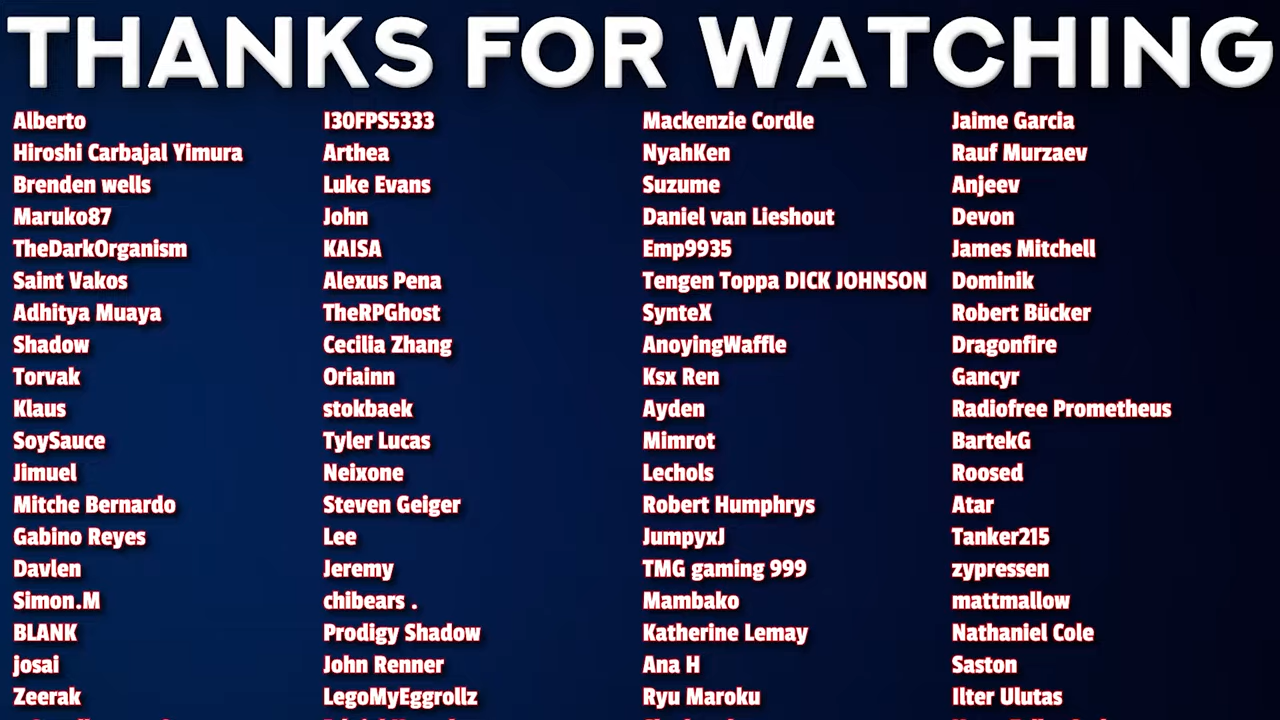 THANKS FOR WATCHING
Alberto
Hiroshi Carbajal Yimura
Brenden wells
Maruko87
TheDarkOrganism
Saint Vakos
Adhitya Muaya
Shadow
Torvak
Klaus
SoySauce
Jimuel
Mitche Bernardo
Gabino Reyes
Davlen
Simon.M
BLANK
josai
Zeerak
I30FPS5333
Arthea
Luke Evans
John
KAISA
Alexus Pena
TheRPGhost
Cecilia Zhang
Oriainn
stokbaek
Tyler Lucas
Neixone
Steven Geiger
Lee
Jeremy
chibears .
Prodigy Shadow
John Renner
LegoMyEggrollz
Mackenzie Cordle
NyahKen
Suzume
Daniel van Lieshout
Emp9935
Tengen Toppa DICK JOHNSON
SynteX
AnoyingWaffle
Ksx Ren
Ayden
Mimrot
Lechols
Robert Humphrys
JumpyxJ
TMG gaming 999
Mambako
Katherine Lemay
Ana H
Ryu Maroku
Jaime Garcia
Rauf Murzaev
Anjeev
Devon
James Mitchell
Dominik
Robert Bücker
Dragonfire
Gancyr
Radiofree Prometheus
BartekG
Roosed
Atar
Tanker215
zypressen
mattmallow
Nathaniel Cole
Saston
Ilter Ulutas